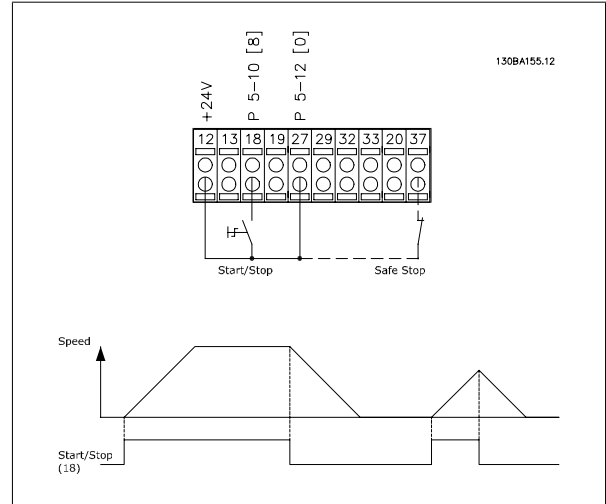 130BA155.12
+24V
P 5-10 [8]
P 5-12 [0]
12 13 18 19 27 29 32 33 20 37
Start/Stop
Safe Stop
Speed
Start/Stop
(18)